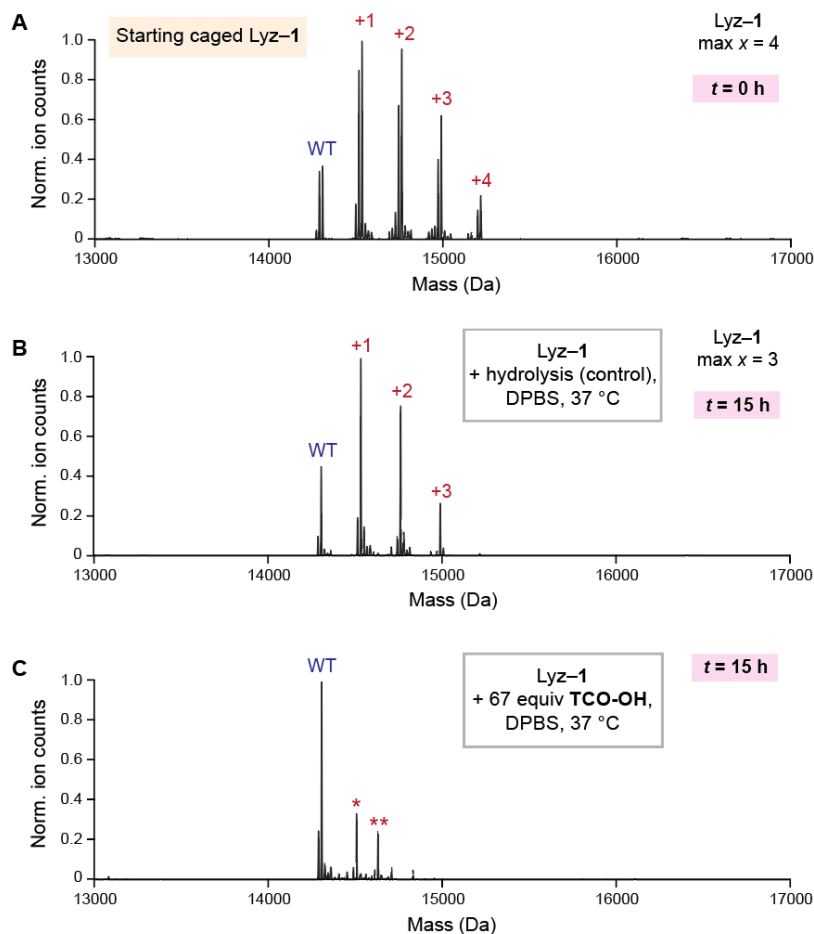 A
Starting caged Lyz–1
Lyz–1
max x = 4
t = 0 h
Norm. ion counts
1.0
0.8
0.6
0.4
0.2
0
WT
+1
+2
+3
+4
13000
14000
15000
16000
17000
Mass (Da)
B
Lyz–1
+ hydrolysis (control),
DPBS, 37 °C
Lyz–1
max x = 3
t = 15 h
Norm. ion counts
1.0
0.8
0.6
0.4
0.2
0
WT
+1
+2
+3
13000
14000
15000
16000
17000
Mass (Da)
C
Lyz–1
+ 67 equiv TCO-OH,
DPBS, 37 °C
t = 15 h
Norm. ion counts
1.0
0.8
0.6
0.4
0.2
0
WT
*
**
13000
14000
15000
16000
17000
Mass (Da)